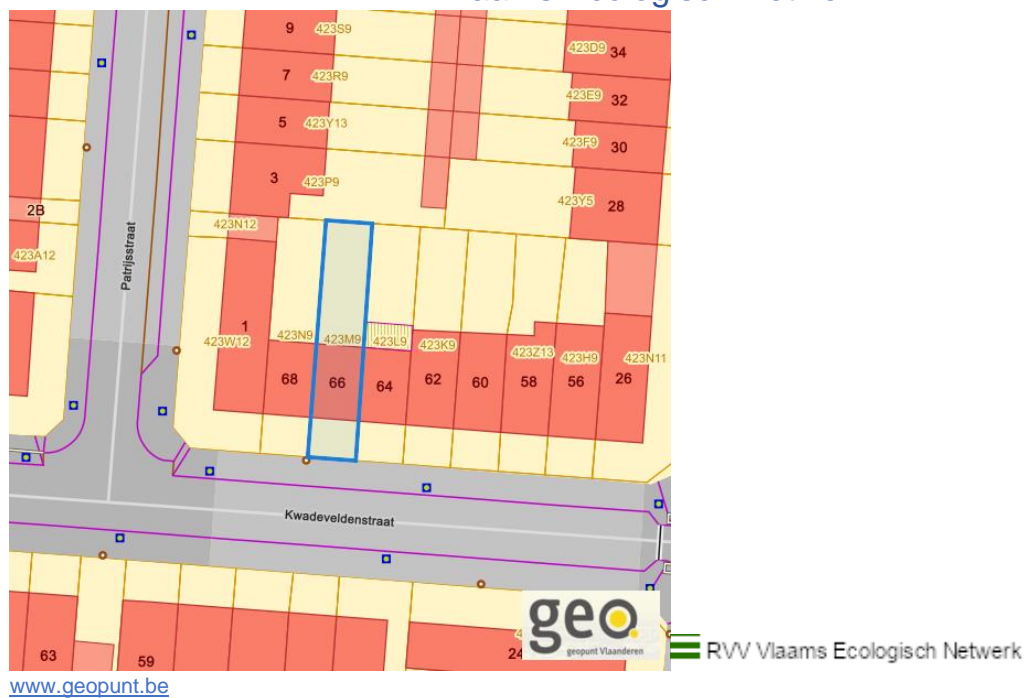 9
423S9
423D9
34
7
423R9
423E9
32
5
423Y13
423F9
30
3
423P9
423Y5
28
2B
423N12
423A12
Patrijsstraat
1
423W12
423N9
423M9
423L9
423K9
423Z13
423H9
423N11
68
66
64
62
60
58
56
26
Kwadeveldenstraat
geo
geopunt Vlaanderen
63
59
24
RVV Vlaams Ecologisch Netwerk
www.geopunt.be